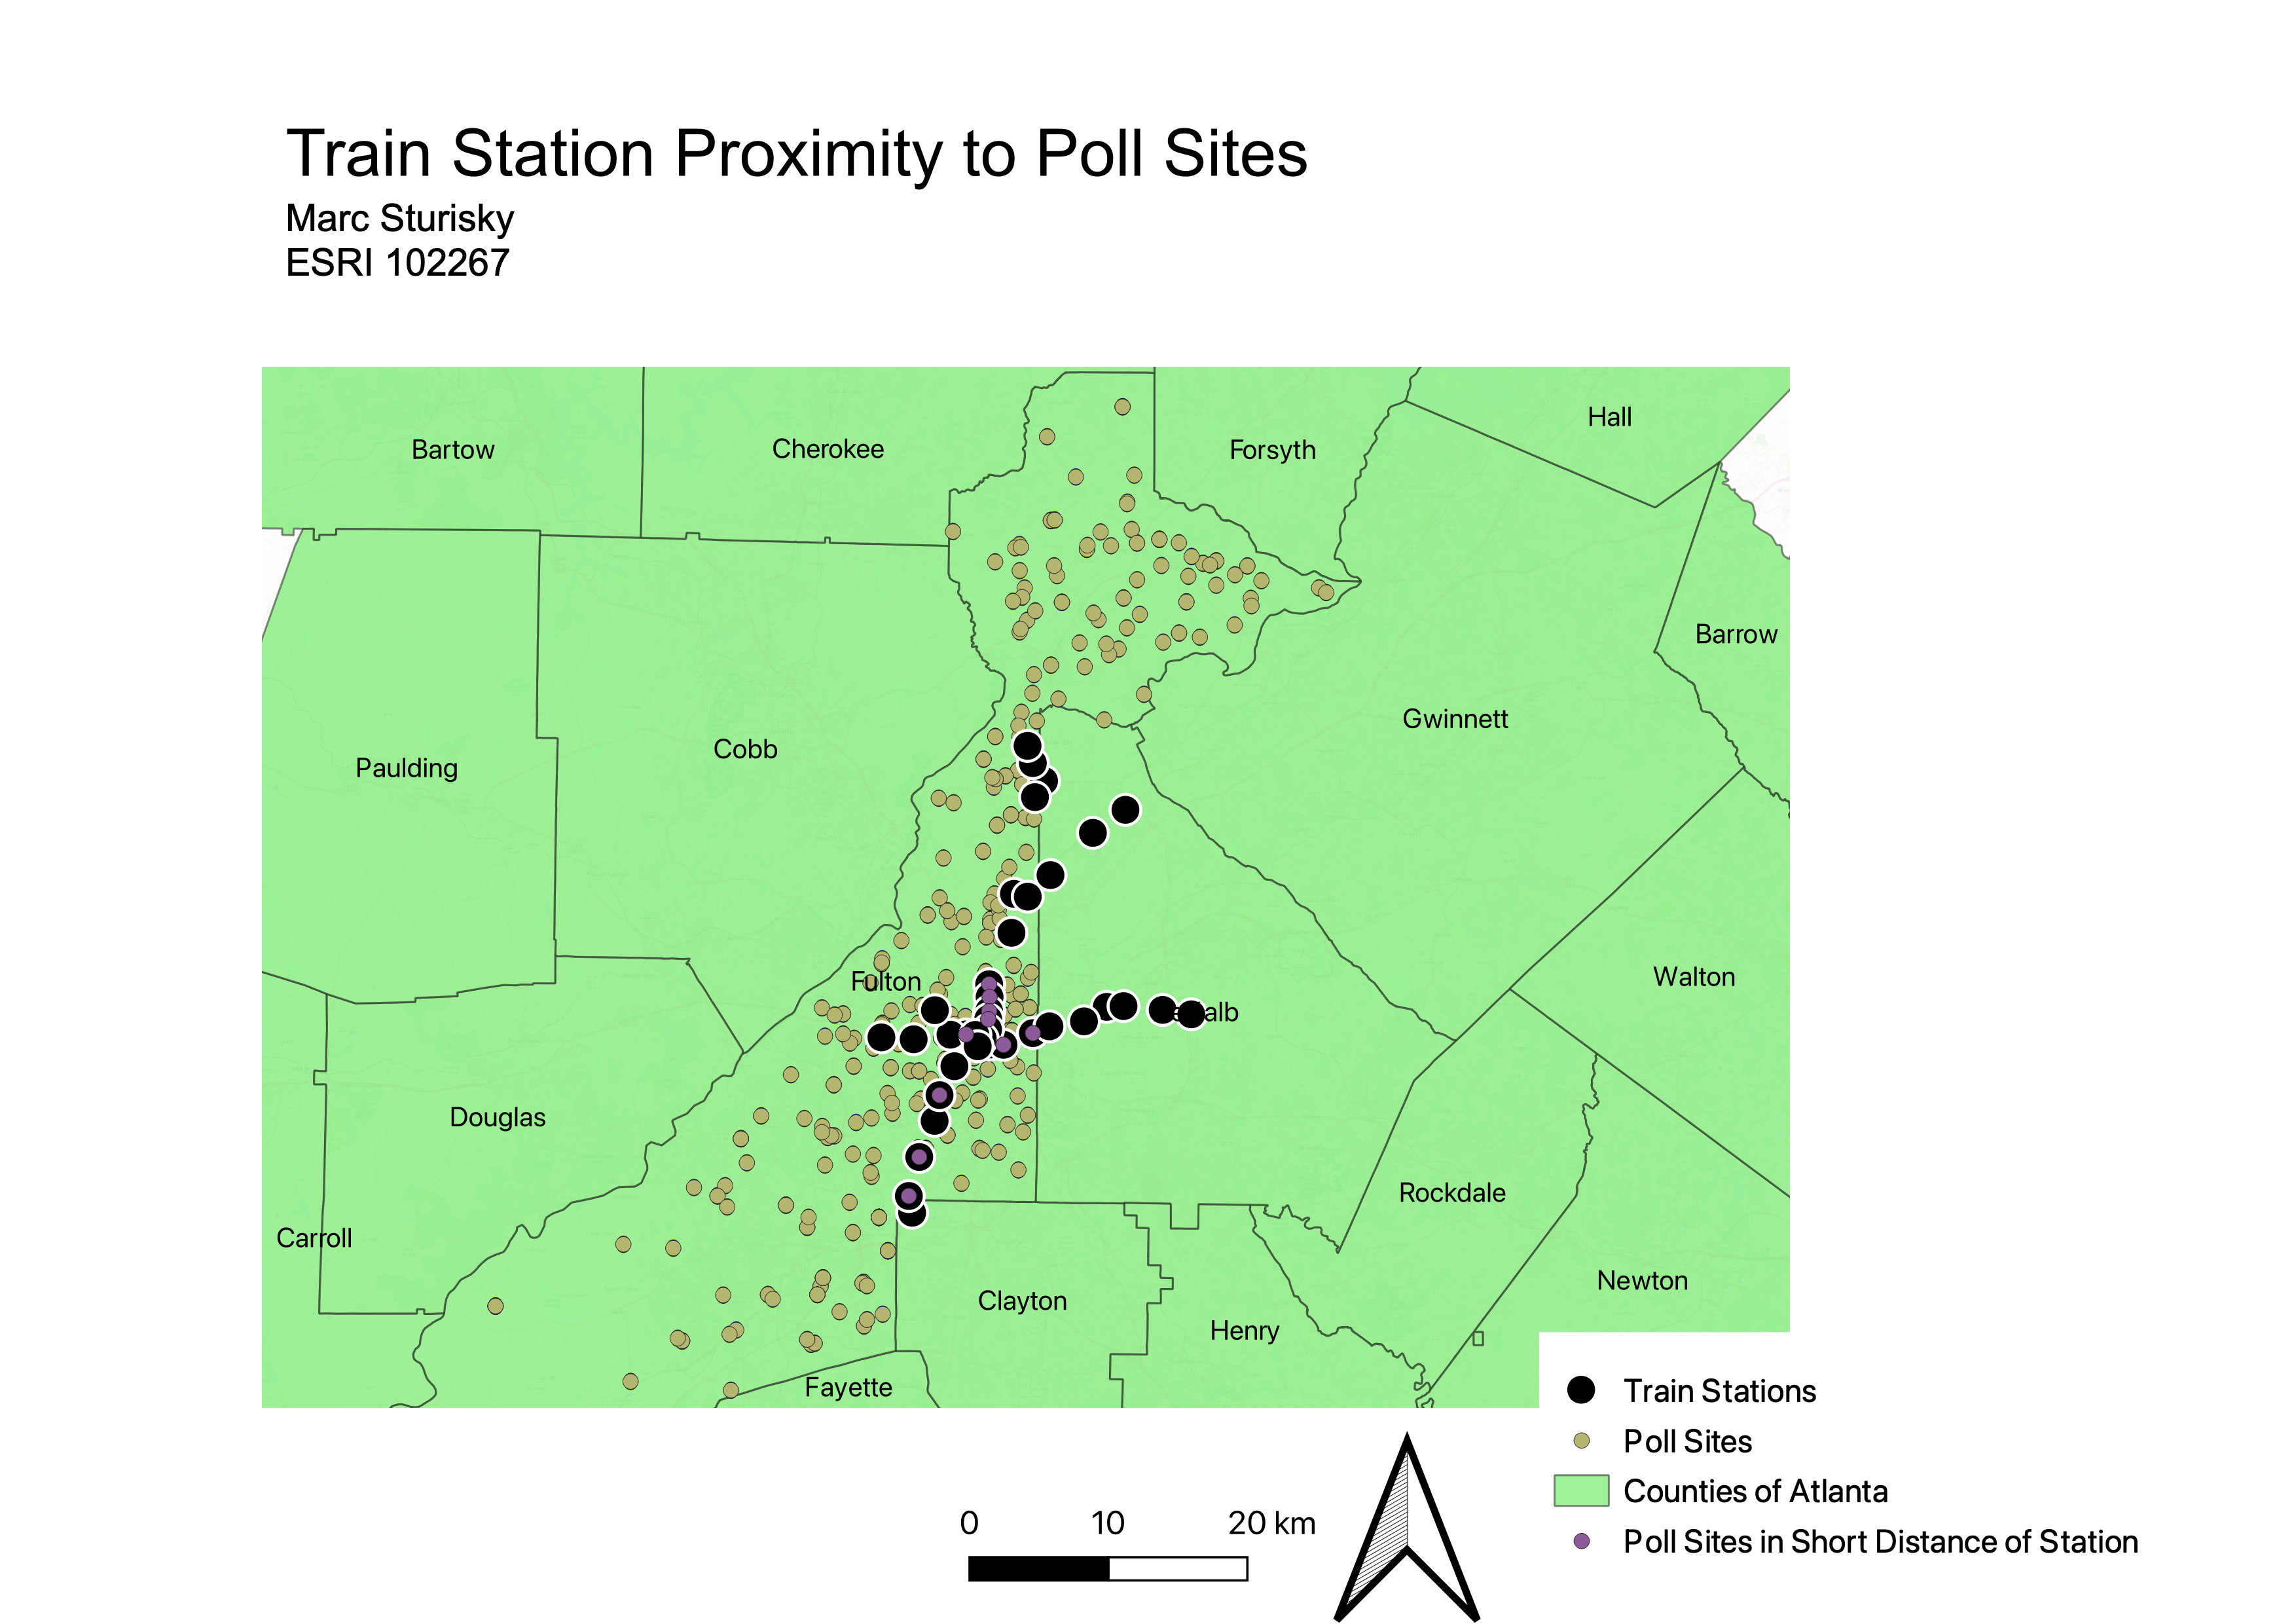 Train Station Proximity to Poll Sites
Marc Sturisky
ESRI 102267
Hall
Bartow
Cherokee
Forsyth
Barrow
Gwinnett
Cobb
Paulding
Fulton
Walton
alb
Douglas
Rockdale
Carroll
Newton
Clayton
Henry
Fayette
Train Stations
Poll Sites
Counties of Atlanta
Poll Sites in Short Distance of Station
0 10 20 km